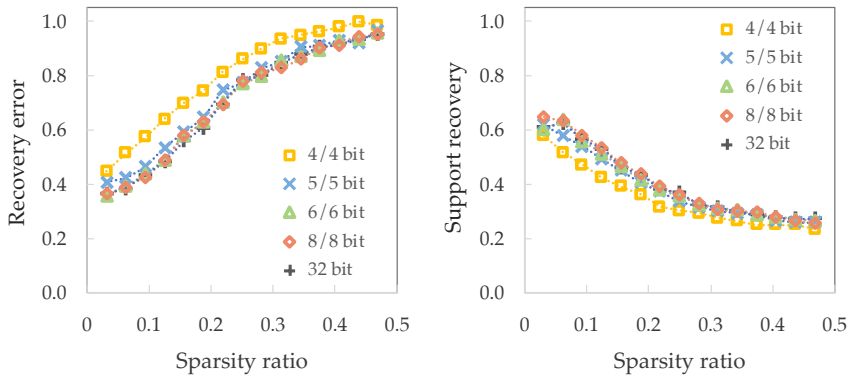 Recovery error
1.0
0.8
0.6
0.4
0.2
0.0
0
0.1
0.2
0.3
0.4
0.5
Sparsity ratio
4/4 bit
5/5 bit
6/6 bit
8/8 bit
32 bit
Support recovery
1.0
0.8
0.6
0.4
0.2
0.0
0
0.1
0.2
0.3
0.4
0.5
Sparsity ratio
4/4 bit
5/5 bit
6/6 bit
8/8 bit
32 bit